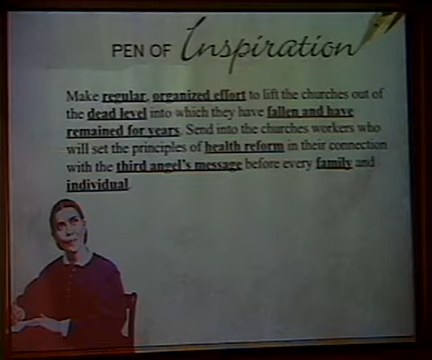 PEN OF Inspiration
Make regular, organized effort to lift the churches out of
the dead level into which they have fallen and have
remained for years. Send into the churches workers who
will set the principles of health reform in their connection
with the third angel's message before every family and
individual.